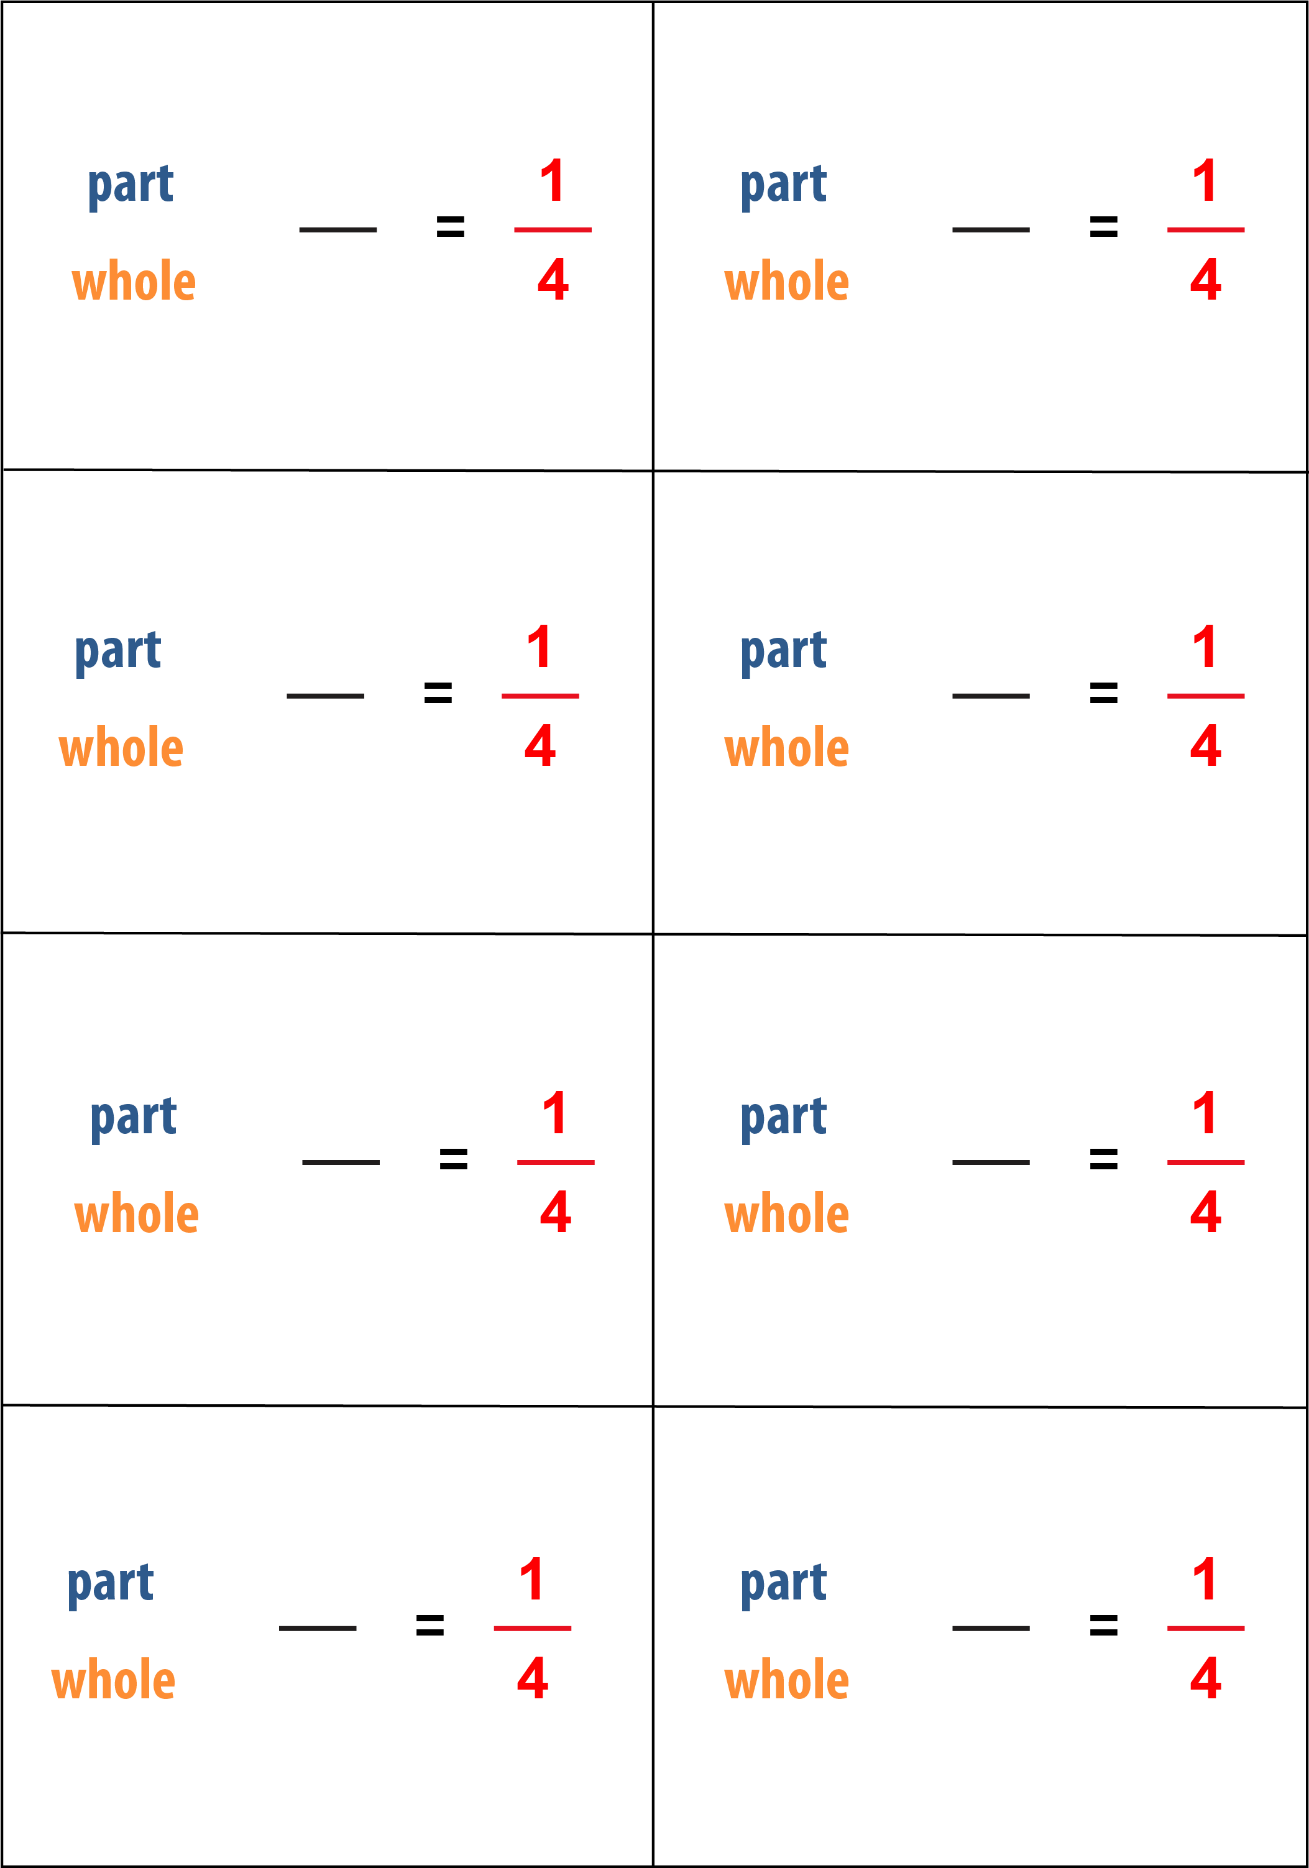 part 1
= 
whole 4
part 1
=
whole 4
part 1
=
whole 4
part 1
=
whole 4
part 1
=
whole 4
part 1
=
whole 4
part 1
=
whole 4
part 1
=
whole 4